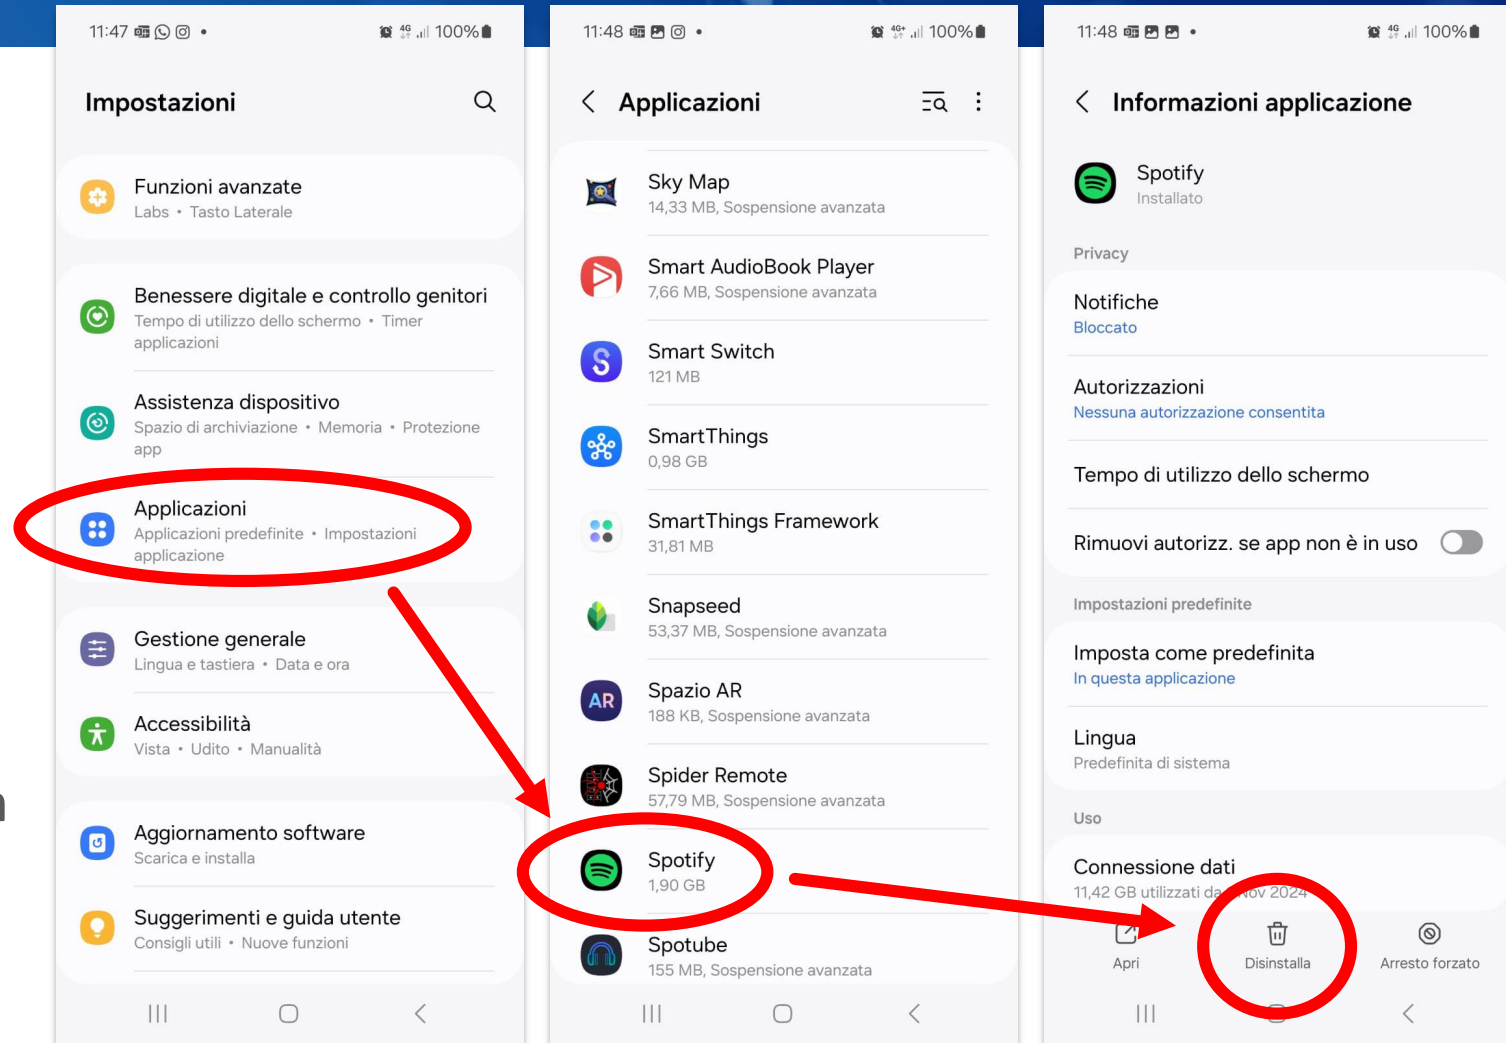 11:47
4G
100%
Impostazioni
Funzioni avanzate
Labs • Tasto Laterale
Benessere digitale e controllo genitori
Tempo di utilizzo dello schermo • Timer
applicazioni
Assistenza dispositivo
Spazio di archiviazione • Memoria • Protezione
app
Applicazioni
Applicazioni predefinite • Impostazioni
applicazione
Gestione generale
Lingua e tastiera • Data e ora
Accessibilità
Vista • Udito • Manualità
Aggiornamento software
Scarica e installa
Suggerimenti e guida utente
Consigli utili • Nuove funzioni
11:48
4G+
100%
Applicazioni
Sky Map
14,33 MB, Sospensione avanzata
Smart AudioBook Player
7,66 MB, Sospensione avanzata
Smart Switch
121 MB
SmartThings
0,98 GB
SmartThings Framework
31,81 MB
Snapseed
53,37 MB, Sospensione avanzata
AR
Spazio AR
188 KB, Sospensione avanzata
Spider Remote
57,79 MB, Sospensione avanzata
Spotify
1,90 GB
Spotube
155 MB, Sospensione avanzata
11:48
4G
100%
Informazioni applicazione
Spotify
Installato
Privacy
Notifiche
Bloccato
Autorizzazioni
Nessuna autorizzazione consentita
Tempo di utilizzo dello schermo
Rimuovi autorizz. se app non è in uso
Impostazioni predefinite
Imposta come predefinita
In questa applicazione
Lingua
Predefinita di sistema
Uso
Connessione dati
11,42 GB utilizzati da Nov 2024
Apri
Disinstalla
Arresto forzato